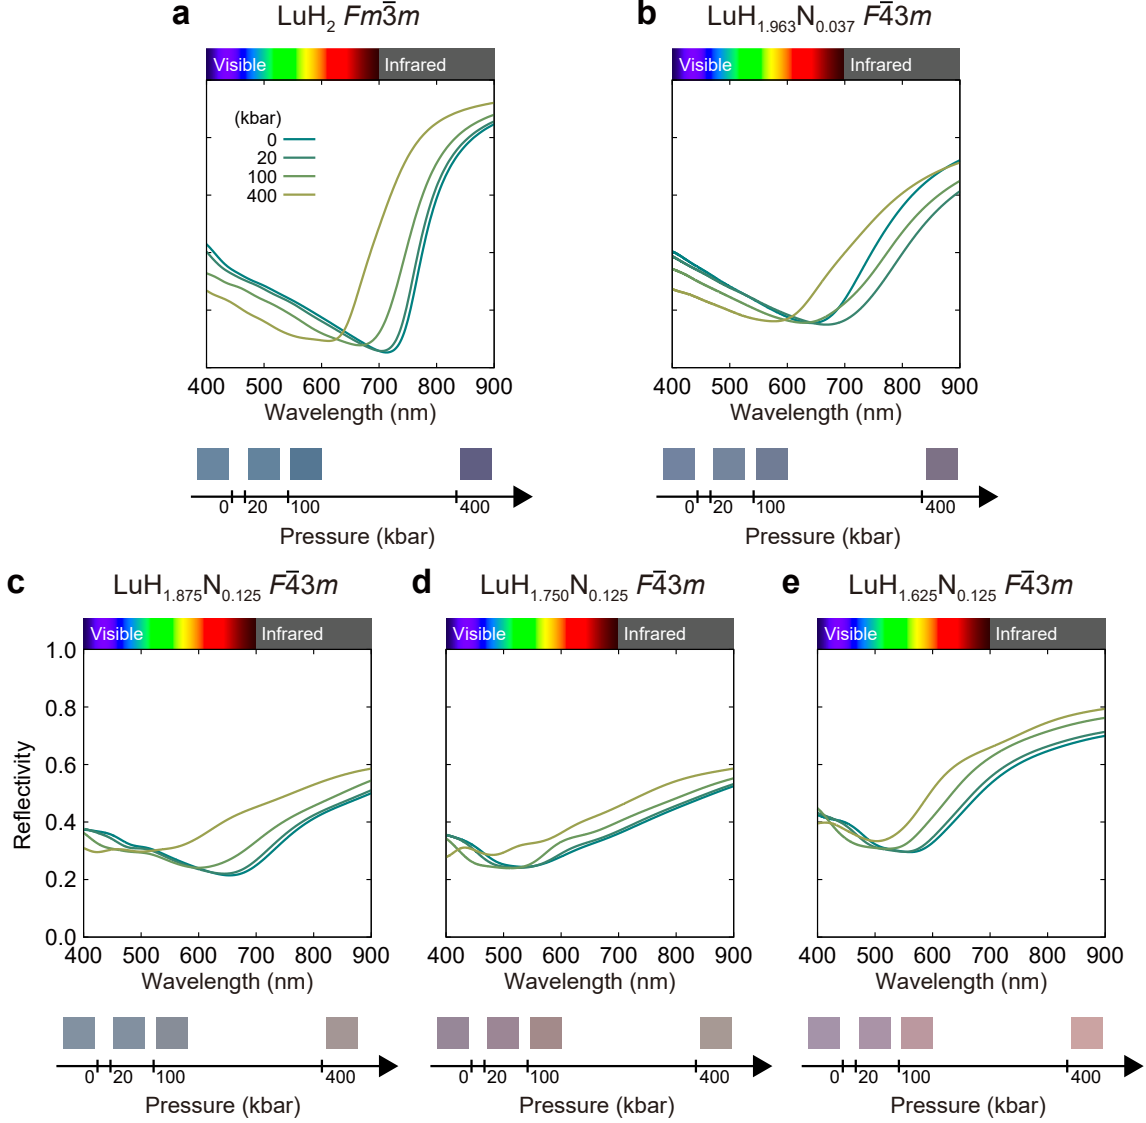 a
LuH2 Fm3̅m
b
LuH1.963N0.037 F4̅3m
Visible Infrared
Visible Infrared
(kbar)
0
20
100
400
400 500 600 700 800 900
400 500 600 700 800 900
Wavelength (nm)
Wavelength (nm)
0 20 100 400
0 20 100 400
Pressure (kbar)
Pressure (kbar)
c
LuH1.875N0.125 F4̅3m
d
LuH1.750N0.125 F4̅3m
e
LuH1.625N0.125 F4̅3m
Visible Infrared
Visible Infrared
Visible Infrared
Reflectivity
1.0
0.8
0.6
0.4
0.2
0.0
400 500 600 700 800 900
400 500 600 700 800 900
400 500 600 700 800 900
Wavelength (nm)
Wavelength (nm)
Wavelength (nm)
0 20 100 400
0 20 100 400
0 20 100 400
Pressure (kbar)
Pressure (kbar)
Pressure (kbar)